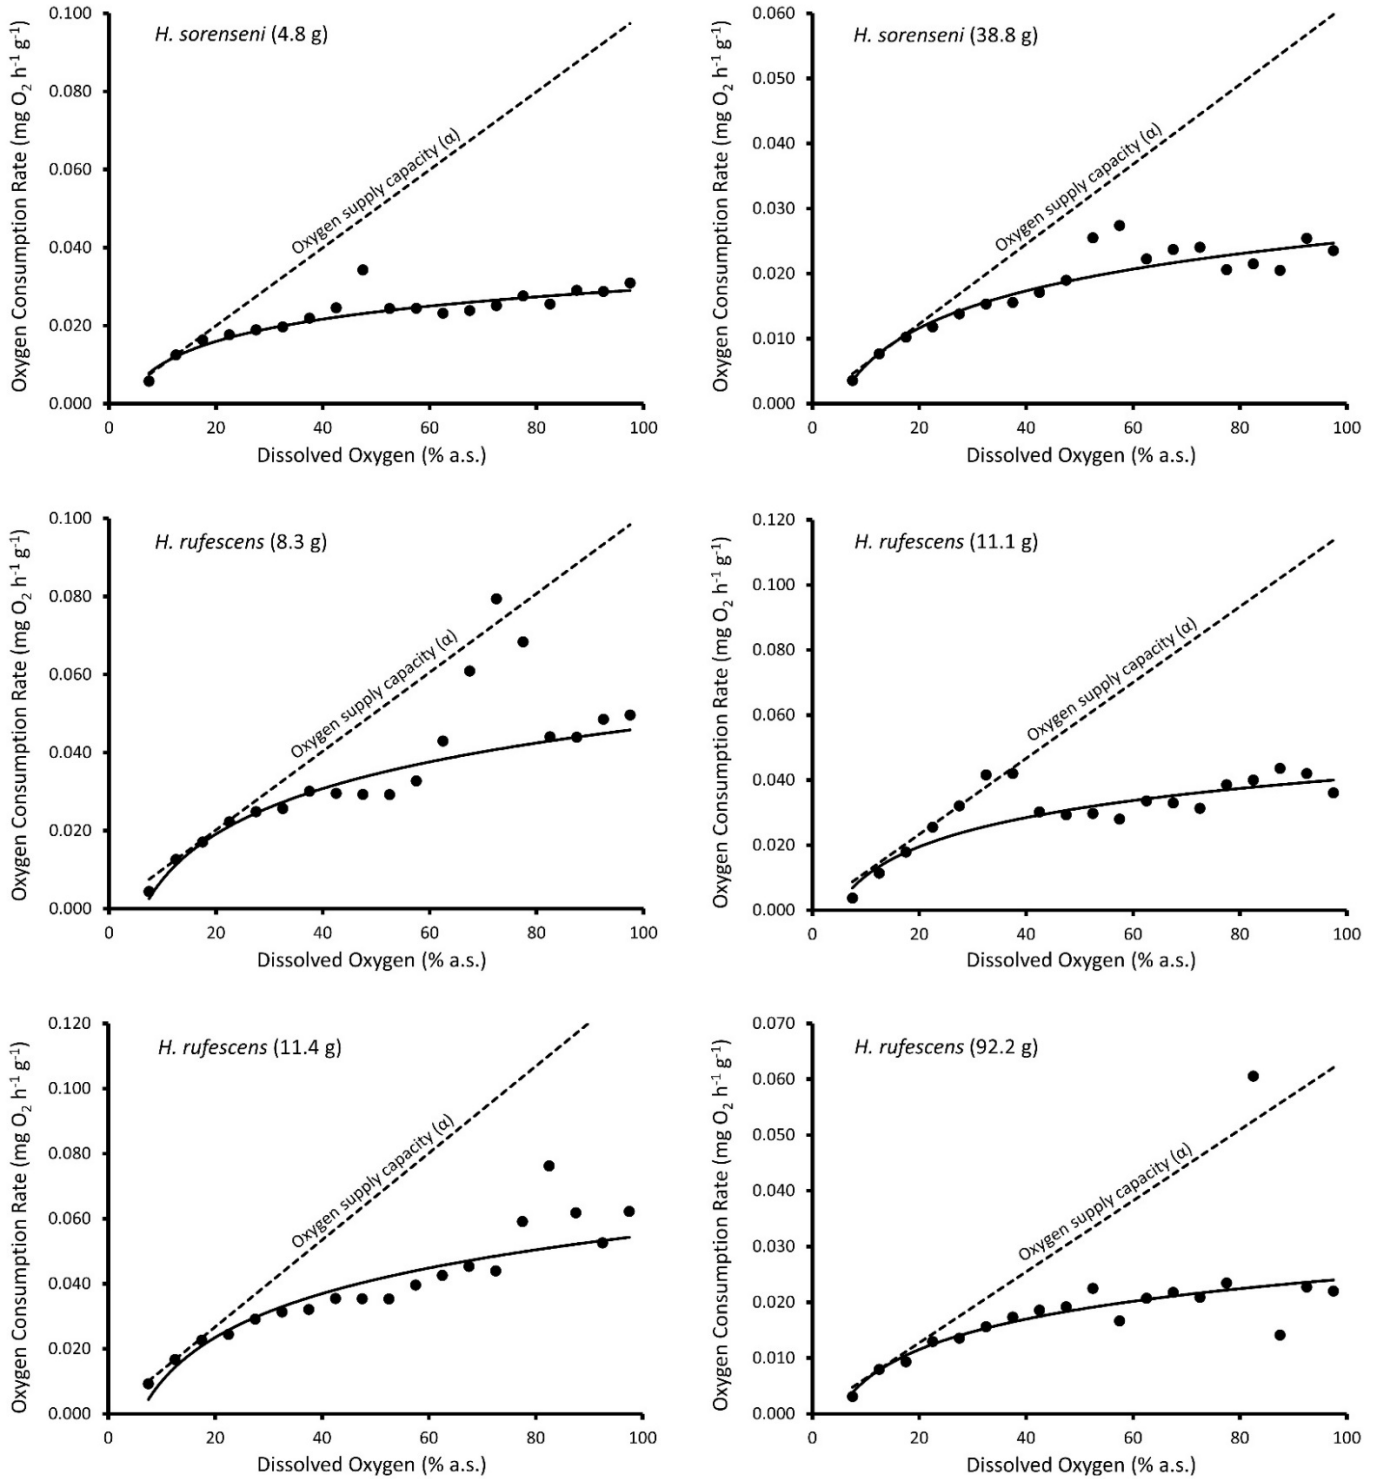 H. sorenseni (4.8 g)
Oxygen Consumption Rate (mg O₂ h⁻¹ g⁻¹)
0.100
0.080
0.060
0.040
0.020
0.000
Oxygen supply capacity (α)
0 20 40 60 80 100
Dissolved Oxygen (% a.s.)
H. sorenseni (38.8 g)
Oxygen Consumption Rate (mg O₂ h⁻¹ g⁻¹)
0.060
0.050
0.040
0.030
0.020
0.010
0.000
Oxygen supply capacity (α)
0 20 40 60 80 100
Dissolved Oxygen (% a.s.)
H. rufescens (8.3 g)
Oxygen Consumption Rate (mg O₂ h⁻¹ g⁻¹)
0.100
0.080
0.060
0.040
0.020
0.000
Oxygen supply capacity (α)
0 20 40 60 80 100
Dissolved Oxygen (% a.s.)
H. rufescens (11.1 g)
Oxygen Consumption Rate (mg O₂ h⁻¹ g⁻¹)
0.120
0.100
0.080
0.060
0.040
0.020
0.000
Oxygen supply capacity (α)
0 20 40 60 80 100
Dissolved Oxygen (% a.s.)
H. rufescens (11.4 g)
Oxygen Consumption Rate (mg O₂ h⁻¹ g⁻¹)
0.120
0.100
0.080
0.060
0.040
0.020
0.000
Oxygen supply capacity (α)
0 20 40 60 80 100
Dissolved Oxygen (% a.s.)
H. rufescens (92.2 g)
Oxygen Consumption Rate (mg O₂ h⁻¹ g⁻¹)
0.070
0.060
0.050
0.040
0.030
0.020
0.010
0.000
Oxygen supply capacity (α)
0 20 40 60 80 100
Dissolved Oxygen (% a.s.)